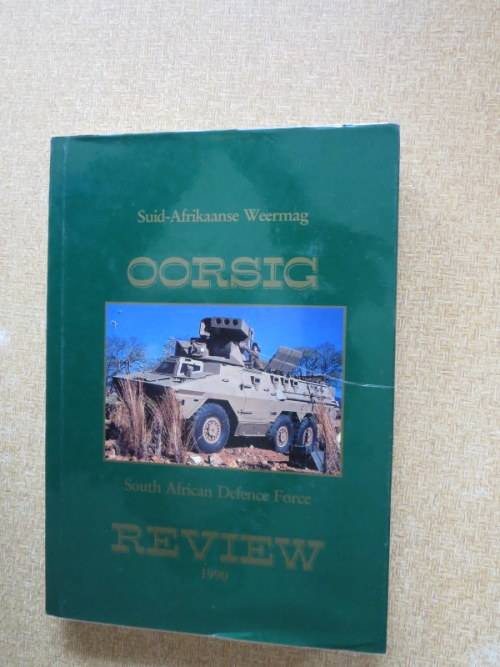 Suid-Afrikaanse Weermag
OORSIG
South African Defence Force
REVIEW
1990